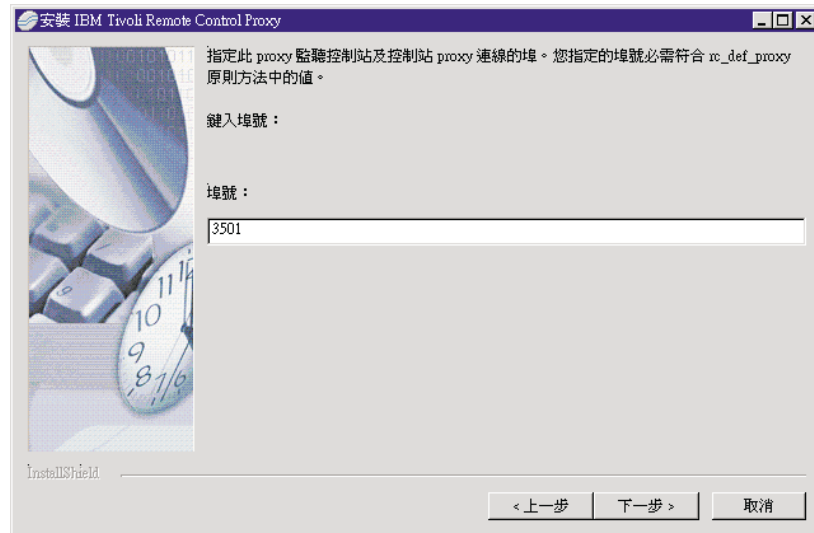 安裝 IBM Tivoli Remote Control Proxy
指定此 proxy 監聽控制站及控制站 proxy 連線的埠。您指定的埠號必需符合 rc_def_proxy
原則方法中的值。
鍵入埠號：
埠號：
3501
InstallShield
<上一步
下一步>
取消